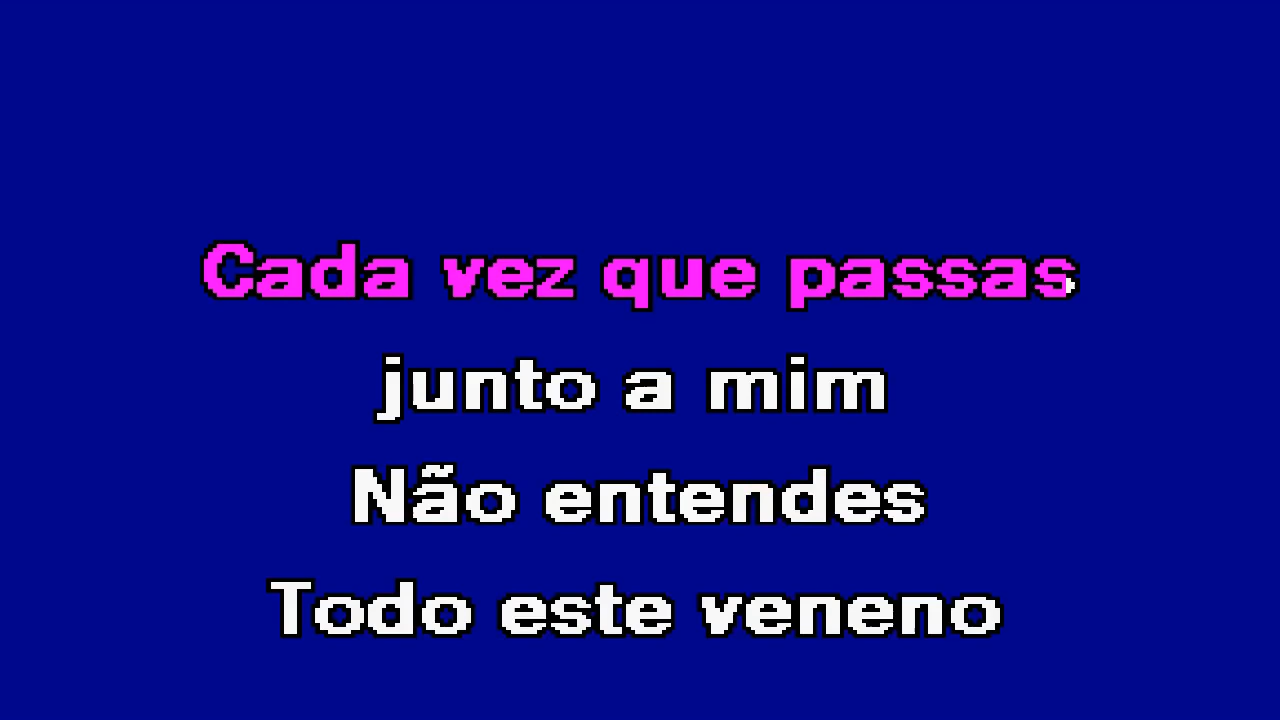 Cada vez que passas
junto a mim
Não entendes
Todo este veneno